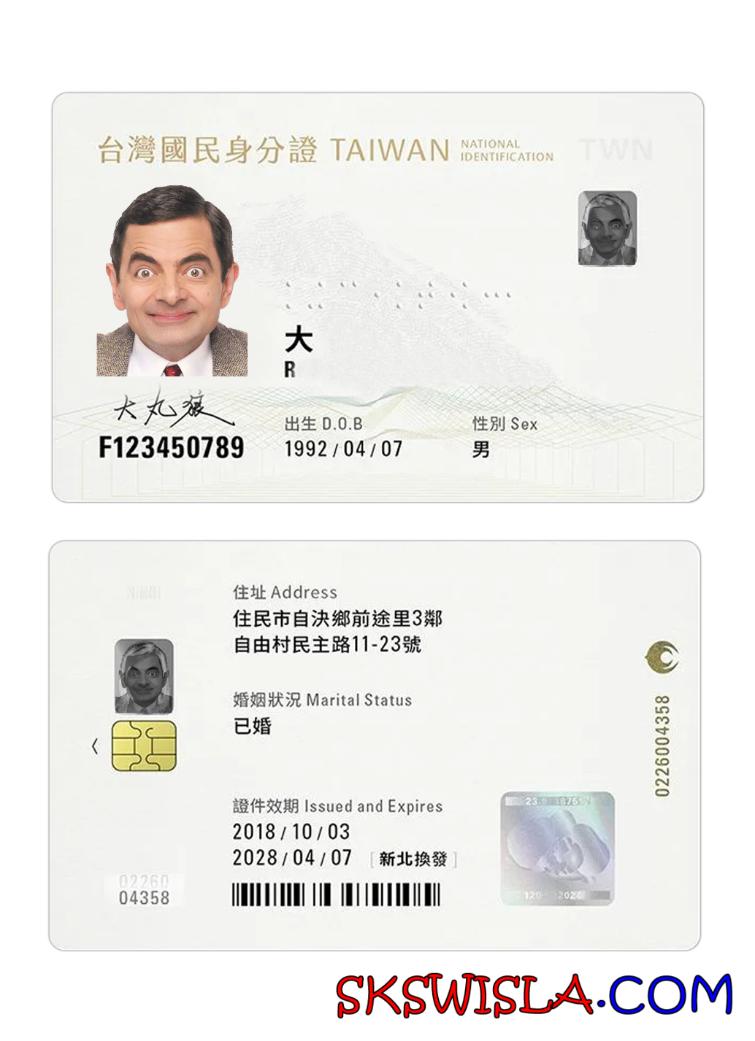 台灣國民身分證 TAIWAN NATIONAL IDENTIFICATION TWN
大
R
大丸
F123450789
出生 D.O.B
1992 / 04 / 07
性別 Sex
男
住址 Address
住民市自決鄉前途里3鄰
自由村民主路11-23號
婚姻狀況 Marital Status
已婚
0226004358
證件效期 Issued and Expires
2018 / 10 / 03
2028 / 04 / 07 [ 新北換發 ]
02260
04358
SKSWISLA.COM